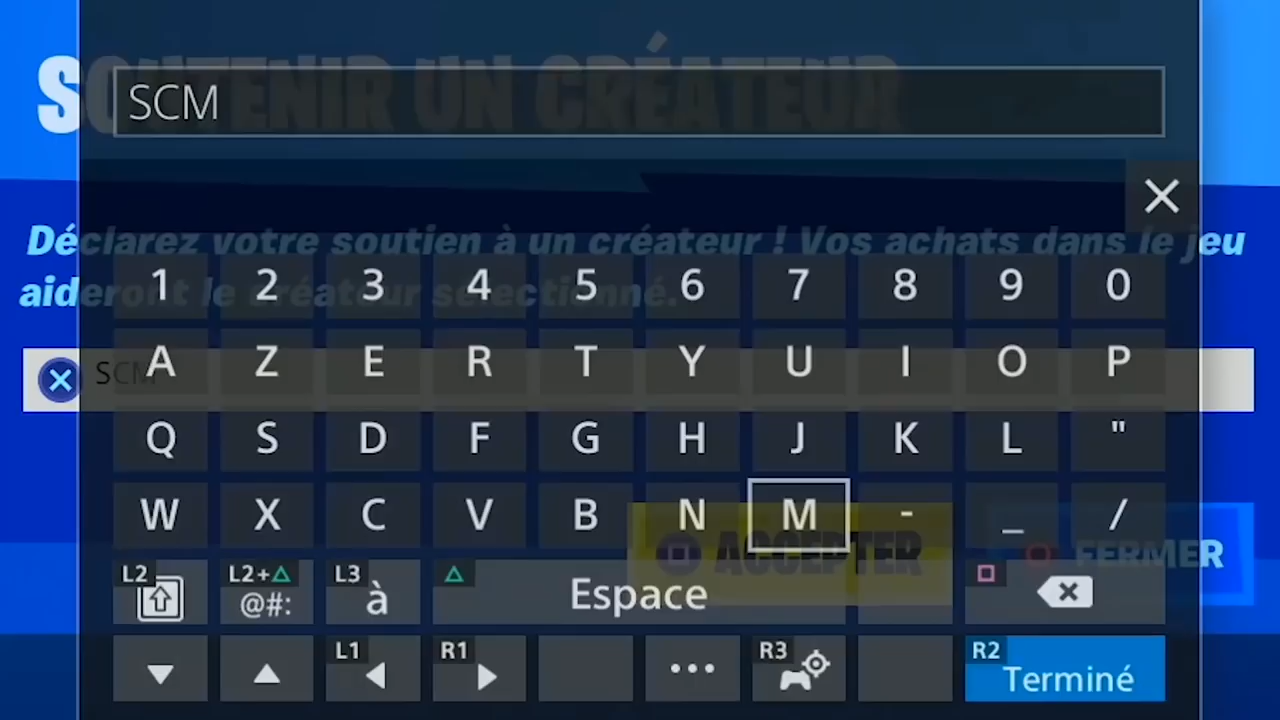 SOUTENIR UN CRÉATEUR
SCM
Déclarez votre soutien à un créateur ! Vos achats dans le jeu
aideront le créateur sélectionné.
1 2 3 4 5 6 7 8 9 0
SCM
A Z E R T Y U I O P
Q S D F G H J K L "
W X C V B N M - _ /
ACCEPTER
FERMER
L2 L2+△ @#: L3 à Espace
L1 R1 ... R3 R2 Terminé